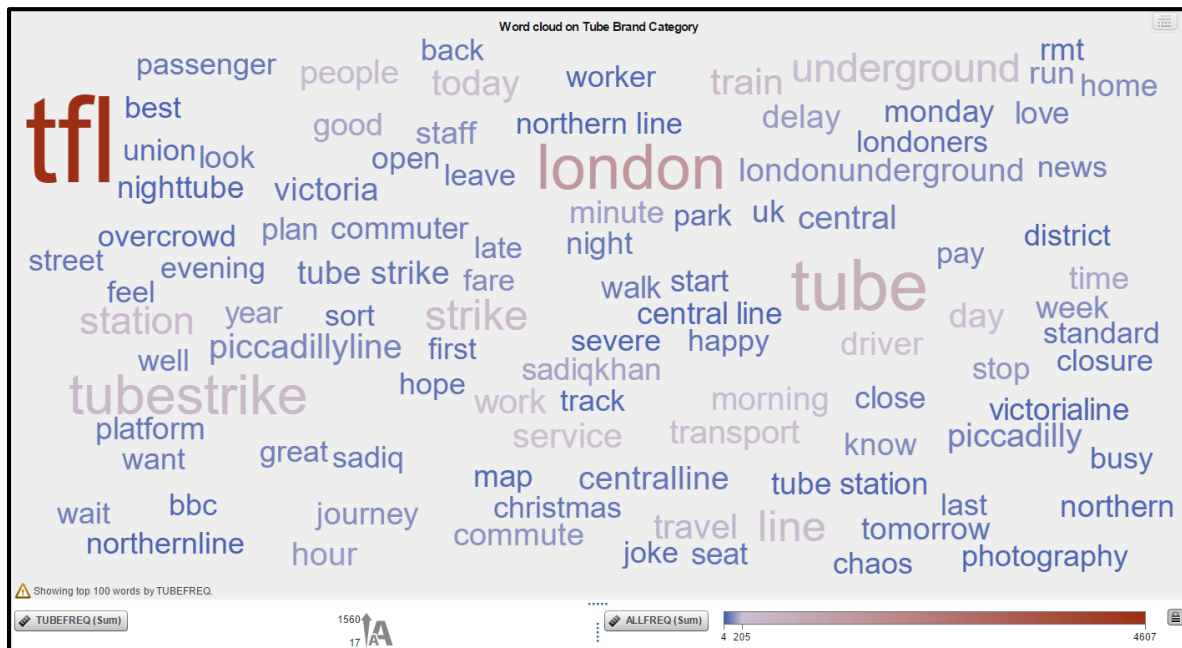 Word cloud on Tube Brand Category
back
rmt
passenger people today worker train underground run home
tfl best good staff northern line delay monday love
londoners
union look open leave london londonunderground news
nighttube victoria
minute park uk central
overcrowd plan commuter late night district
street evening tube strike fare walk start tube pay time
feel
station year sort strike central line day week
standard
well piccadillyline first severe happy driver closure
sadiqkhan stop
tubestrike hope work track morning close victorialine
platform service transport know piccadilly
want great sadiq busy
map centralline tube station
wait bbc journey christmas last northern
northernline hour commute travel line tomorrow
joke seat chaos photography
Showing top 100 words by TUBEFREQ.
TUBEFREQ (Sum) 1560 17 A A ALLFREQ (Sum) 4 205 4607